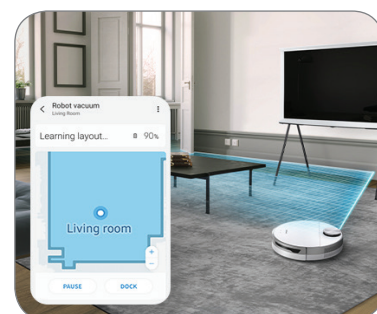 Robot vacuum
Living Room
Learning layout... 90%
Living room
+
−
PAUSE DOCK